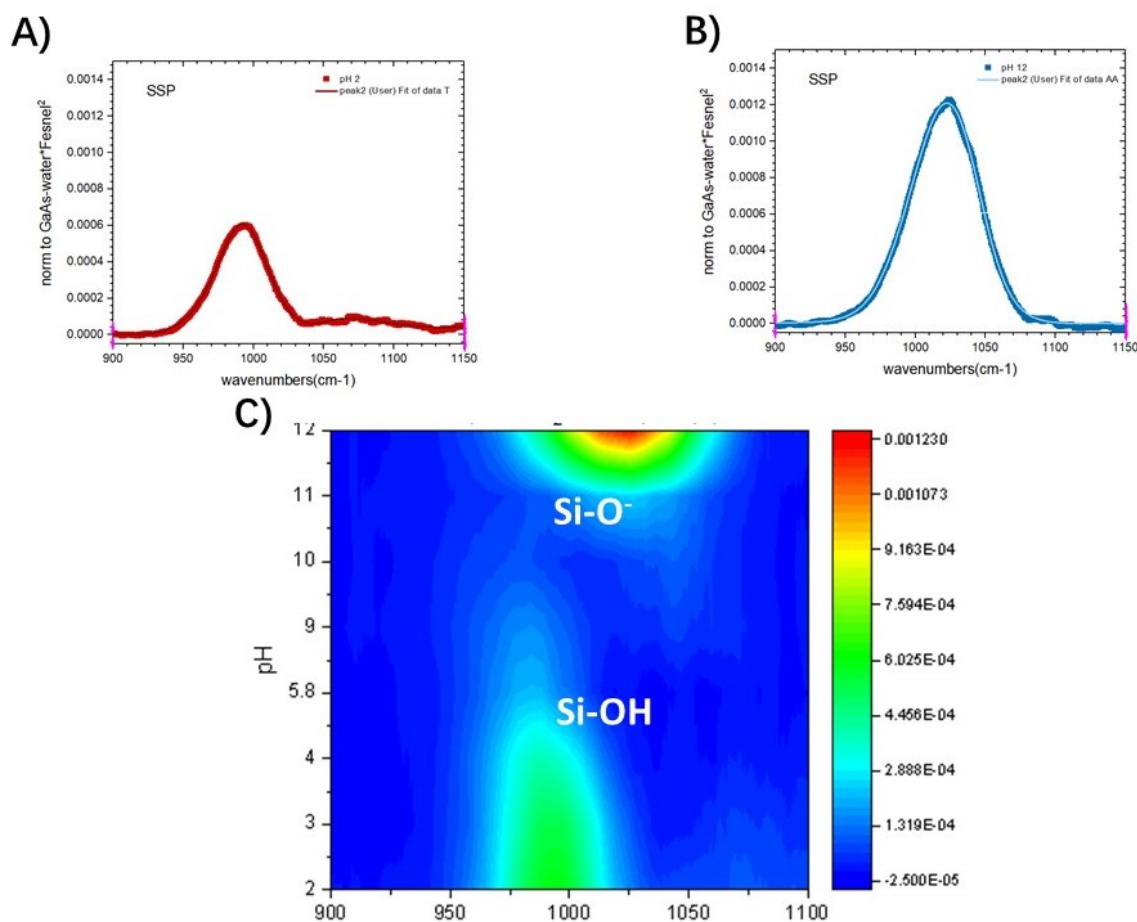 A)
SSP
pH 2
peak2 (User) Fit of data T
norm to GaAs-water*Fesnel²
0.0014
0.0012
0.0010
0.0008
0.0006
0.0004
0.0002
0.0000
900 950 1000 1050 1100 1150
wavenumbers(cm-1)
B)
SSP
pH 12
peak2 (User) Fit of data AA
norm to GaAs-water*Fesnel²
0.0014
0.0012
0.0010
0.0008
0.0006
0.0004
0.0002
0.0000
900 950 1000 1050 1100 1150
wavenumbers(cm-1)
C)
pH
12
11
10
9
5.8
4
3
2
Si-O⁻
Si-OH
900 950 1000 1050 1100
0.001230
0.001073
9.163E-04
7.594E-04
6.025E-04
4.456E-04
2.888E-04
1.319E-04
-2.500E-05